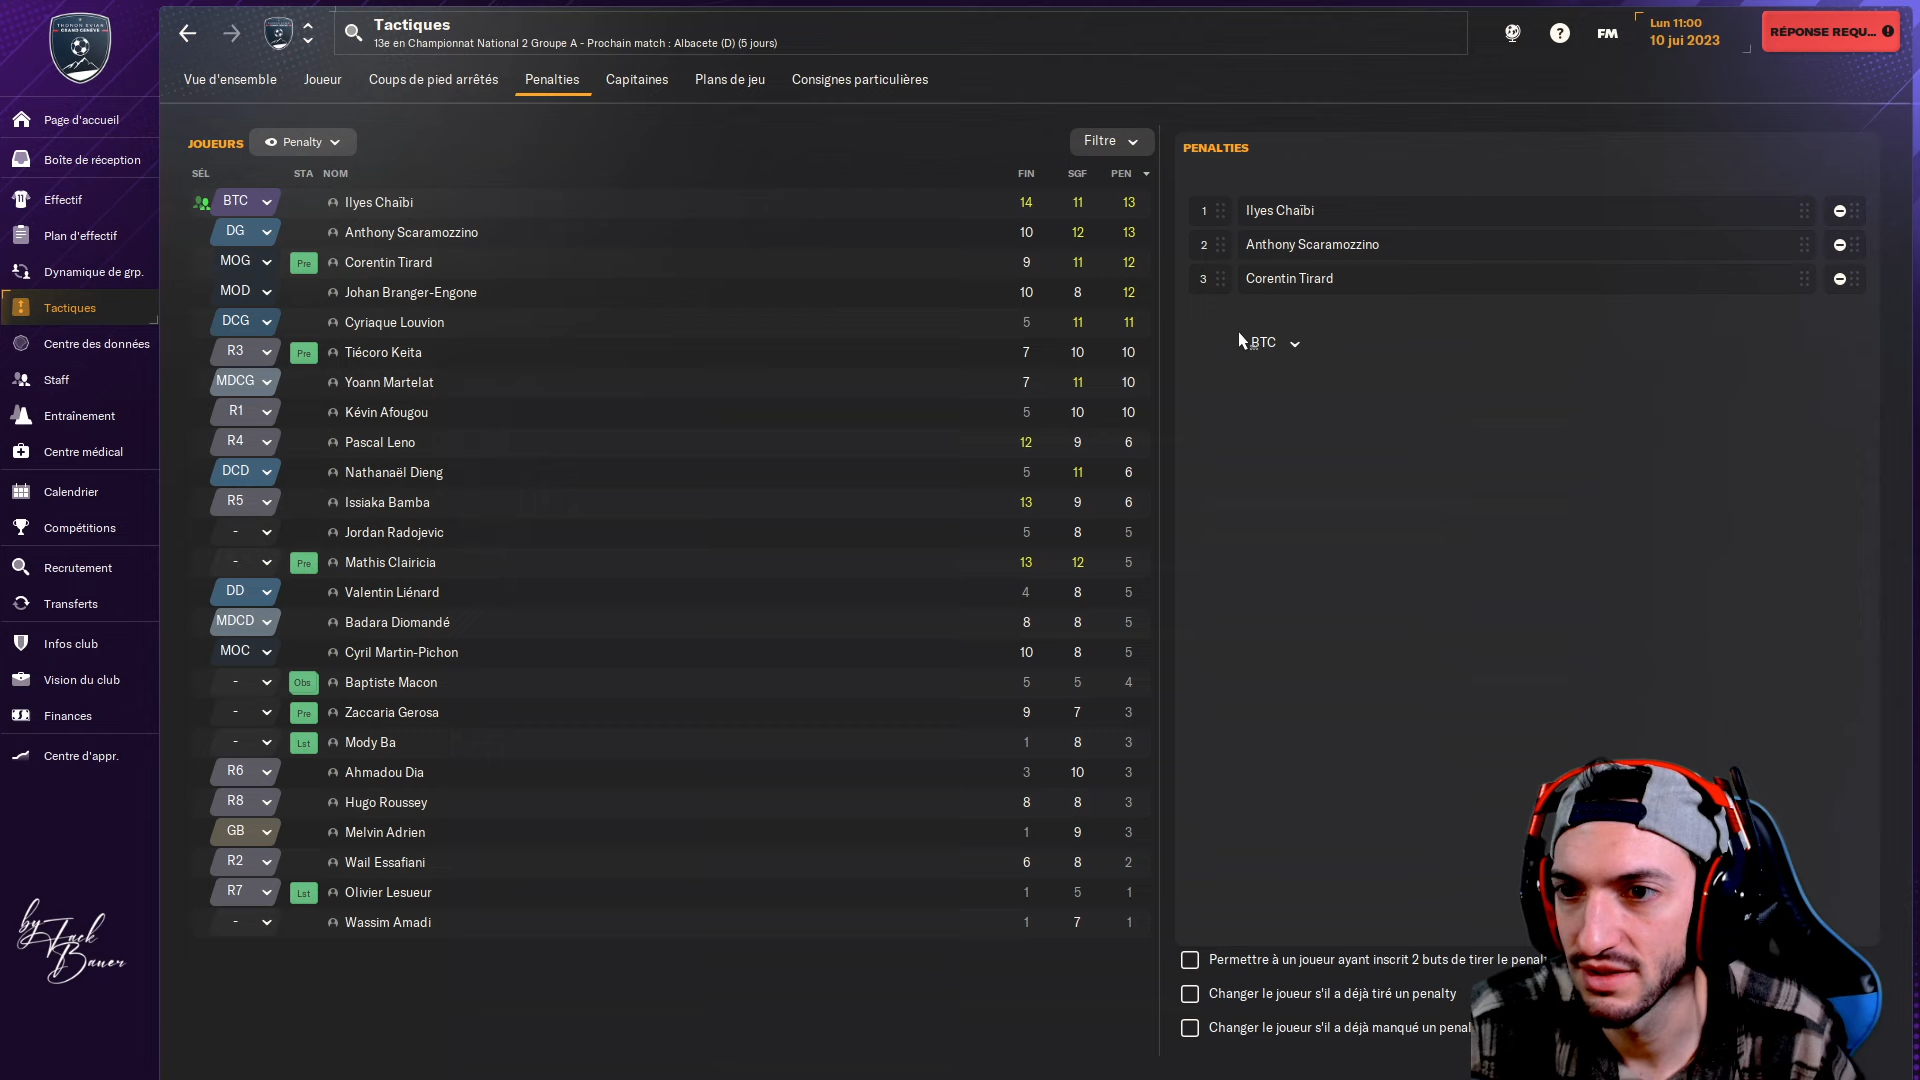 THONON EVIAN
GRAND GENÈVE
Tactiques
13e en Championnat National 2 Groupe A - Prochain match : Albacete (D) (5 jours)
FM
Lun 11:00
10 jui 2023
RÉPONSE REQU...
Vue d'ensemble
Joueur
Coups de pied arrêtés
Penalties
Capitaines
Plans de jeu
Consignes particulières
Page d'accueil
Boîte de réception
Effectif
Plan d'effectif
Dynamique de grp.
Tactiques
Centre des données
Staff
Entraînement
Centre médical
Calendrier
Compétitions
Recrutement
Transferts
Infos club
Vision du club
Finances
Centre d'appr.
by Jack Bauer
JOUEURS Penalty Filtre
SÉL STA NOM FIN SGF PEN
BTC Ilyes Chaïbi 14 11 13
DG Anthony Scaramozzino 10 12 13
MOG Pre Corentin Tirard 9 11 12
MOD Johan Branger-Engone 10 8 12
DCG Cyriaque Louvion 5 11 11
R3 Pre Tiécoro Keita 7 10 10
MDCG Yoann Martelat 7 11 10
R1 Kévin Afougou 5 10 10
R4 Pascal Leno 12 9 6
DCD Nathanaël Dieng 5 11 6
R5 Issiaka Bamba 13 9 6
- Jordan Radojevic 5 8 5
- Pre Mathis Clairicia 13 12 5
DD Valentin Liénard 4 8 5
MDCD Badara Diomandé 8 8 5
MOC Cyril Martin-Pichon 10 8 5
- Obs Baptiste Macon 5 5 4
- Pre Zaccaria Gerosa 9 7 3
- Lst Mody Ba 1 8 3
R6 Ahmadou Dia 3 10 3
R8 Hugo Roussey 8 8 3
GB Melvin Adrien 1 9 3
R2 Wail Essafiani 6 8 2
R7 Lst Olivier Lesueur 1 5 1
- Wassim Amadi 1 7 1
PENALTIES
1 Ilyes Chaïbi
2 Anthony Scaramozzino
3 Corentin Tirard
BTC
Permettre à un joueur ayant inscrit 2 buts de tirer le penal
Changer le joueur s'il a déjà tiré un penalty
Changer le joueur s'il a déjà manqué un penal